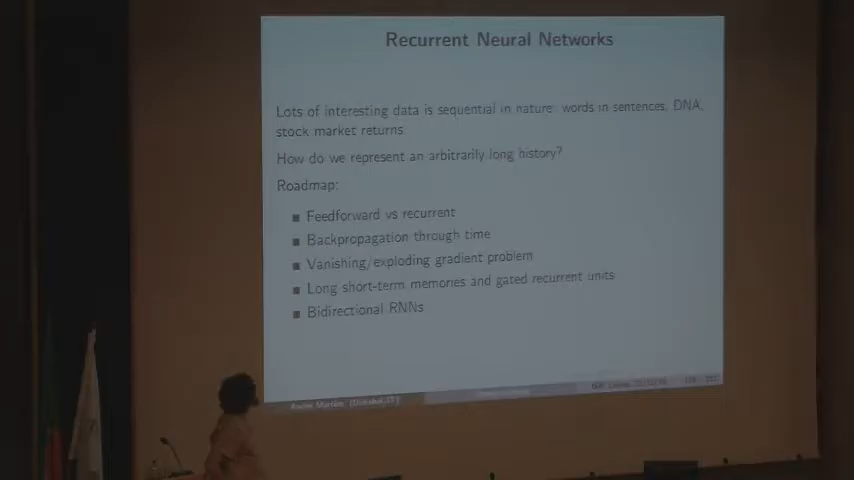 Recurrent Neural Networks
Lots of interesting data is sequential in nature: words in sentences, DNA,
stock market returns
How do we represent an arbitrarily long history?
Roadmap:
Feedforward vs recurrent
Backpropagation through time
Vanishing/exploding gradient problem
Long short-term memories and gated recurrent units
Bidirectional RNNs